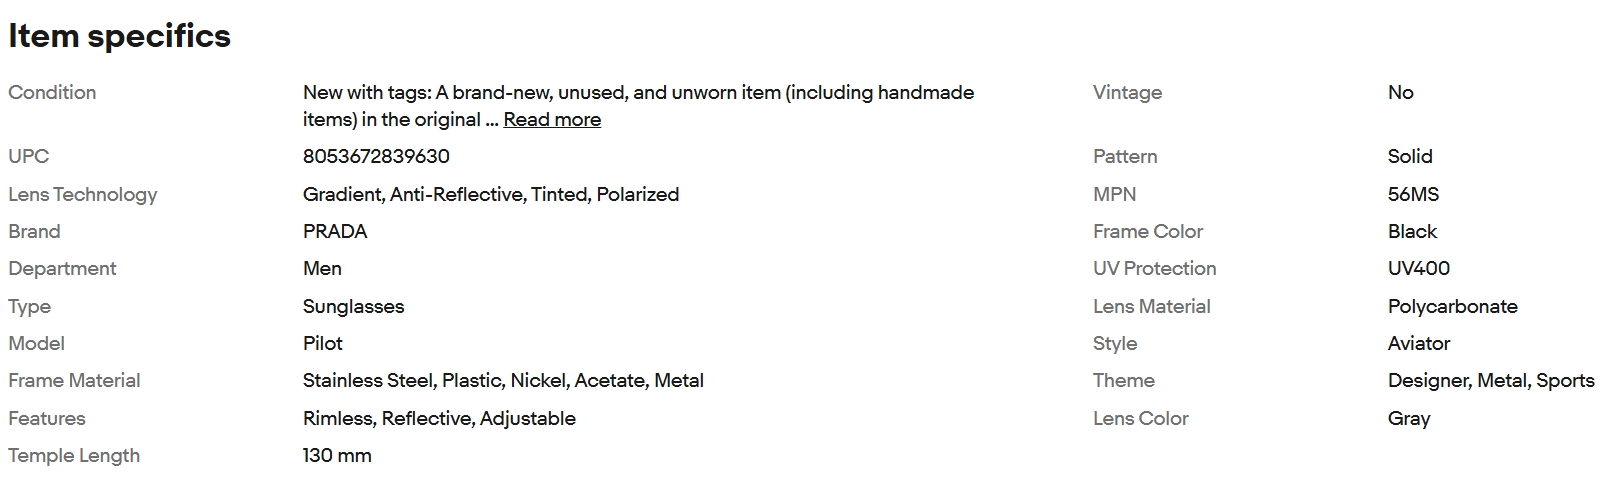 Item specifics
Condition
New with tags: A brand-new, unused, and unworn item (including handmade
items) in the original ... Read more
Vintage
No
UPC
8053672839630
Pattern
Solid
Lens Technology
Gradient, Anti-Reflective, Tinted, Polarized
MPN
56MS
Brand
PRADA
Frame Color
Black
Department
Men
UV Protection
UV400
Type
Sunglasses
Lens Material
Polycarbonate
Model
Pilot
Style
Aviator
Frame Material
Stainless Steel, Plastic, Nickel, Acetate, Metal
Theme
Designer, Metal, Sports
Features
Rimless, Reflective, Adjustable
Lens Color
Gray
Temple Length
130 mm